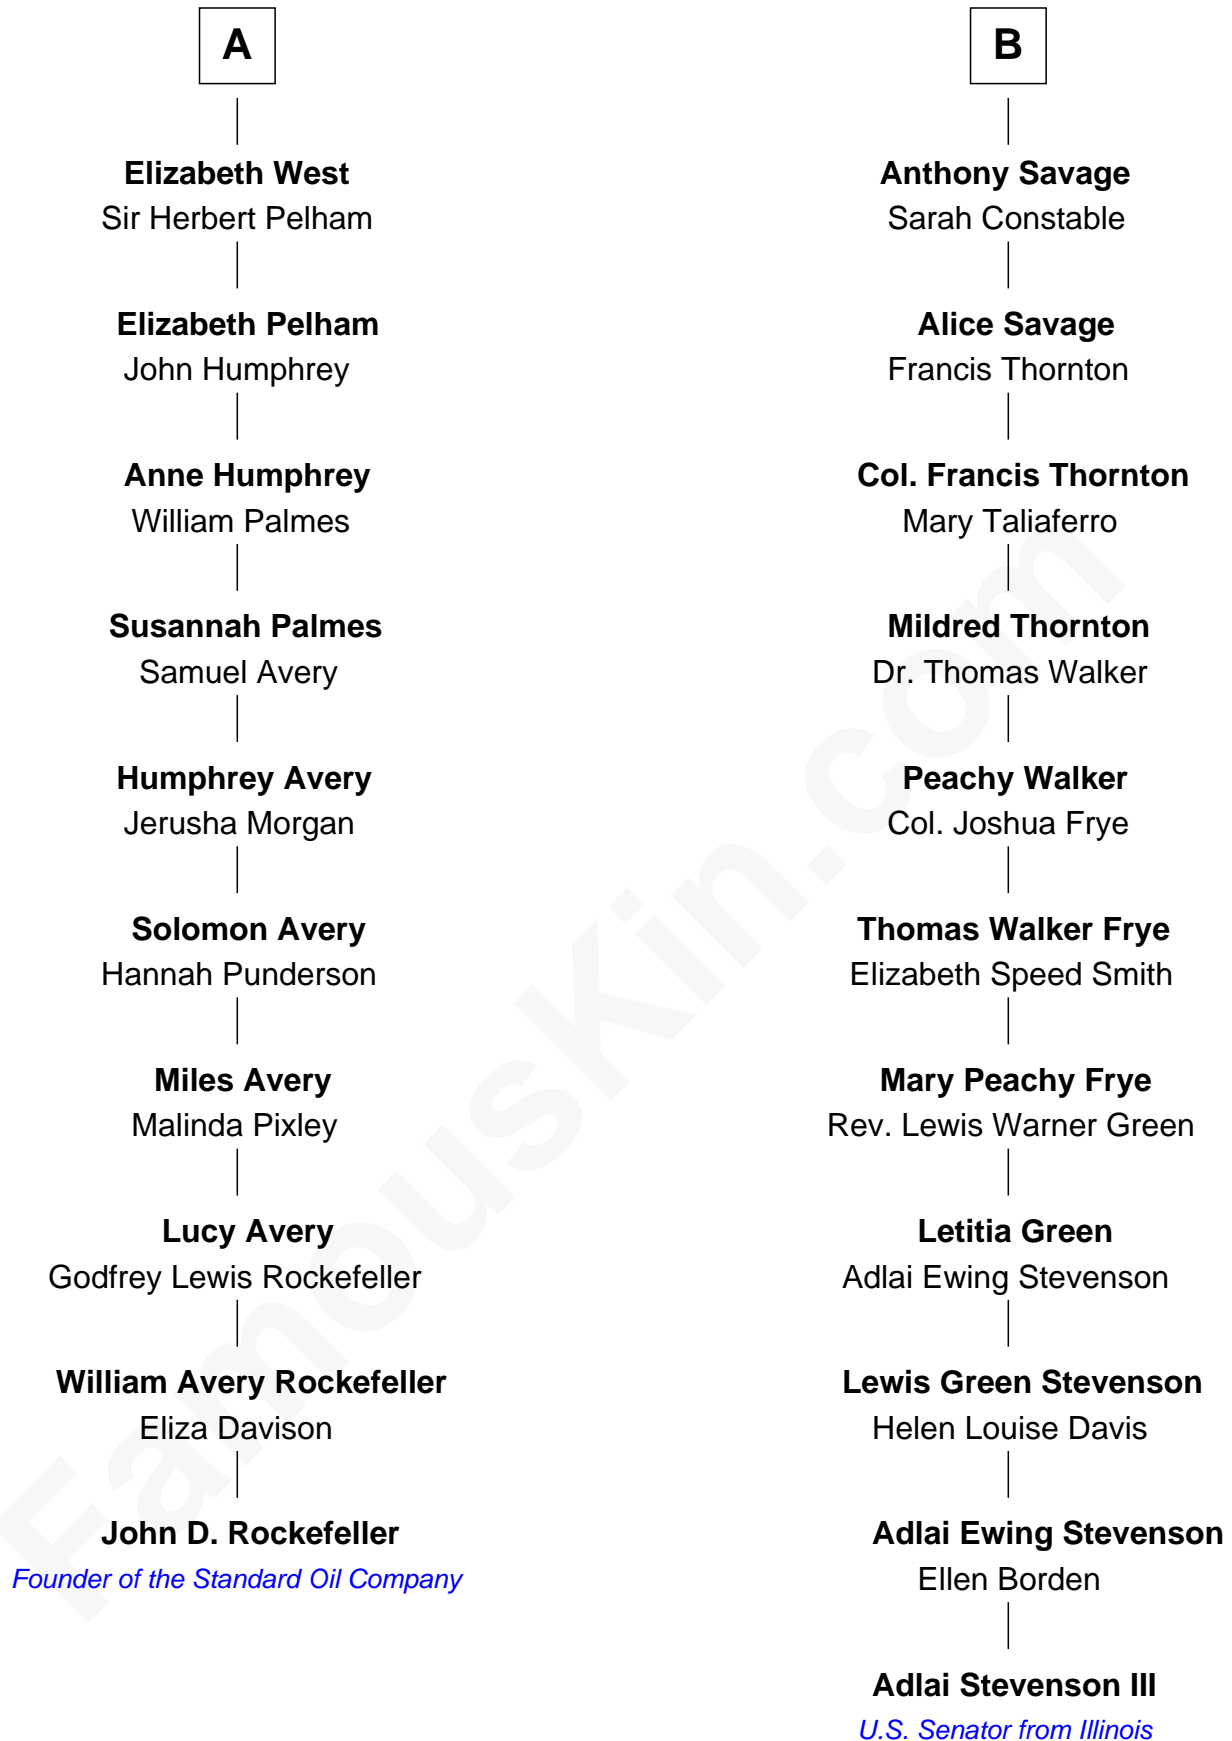 A
Elizabeth West
Sir Herbert Pelham
Elizabeth Pelham
John Humphrey
Anne Humphrey
William Palmes
Susannah Palmes
Samuel Avery
Humphrey Avery
Jerusha Morgan
Solomon Avery
Hannah Punderson
Miles Avery
Malinda Pixley
Lucy Avery
Godfrey Lewis Rockefeller
William Avery Rockefeller
Eliza Davison
John D. Rockefeller
Founder of the Standard Oil Company
B
Anthony Savage
Sarah Constable
Alice Savage
Francis Thornton
Col. Francis Thornton
Mary Taliaferro
Mildred Thornton
Dr. Thomas Walker
Peachy Walker
Col. Joshua Frye
Thomas Walker Frye
Elizabeth Speed Smith
Mary Peachy Frye
Rev. Lewis Warner Green
Letitia Green
Adlai Ewing Stevenson
Lewis Green Stevenson
Helen Louise Davis
Adlai Ewing Stevenson
Ellen Borden
Adlai Stevenson III
U.S. Senator from Illinois
FamousKin.com